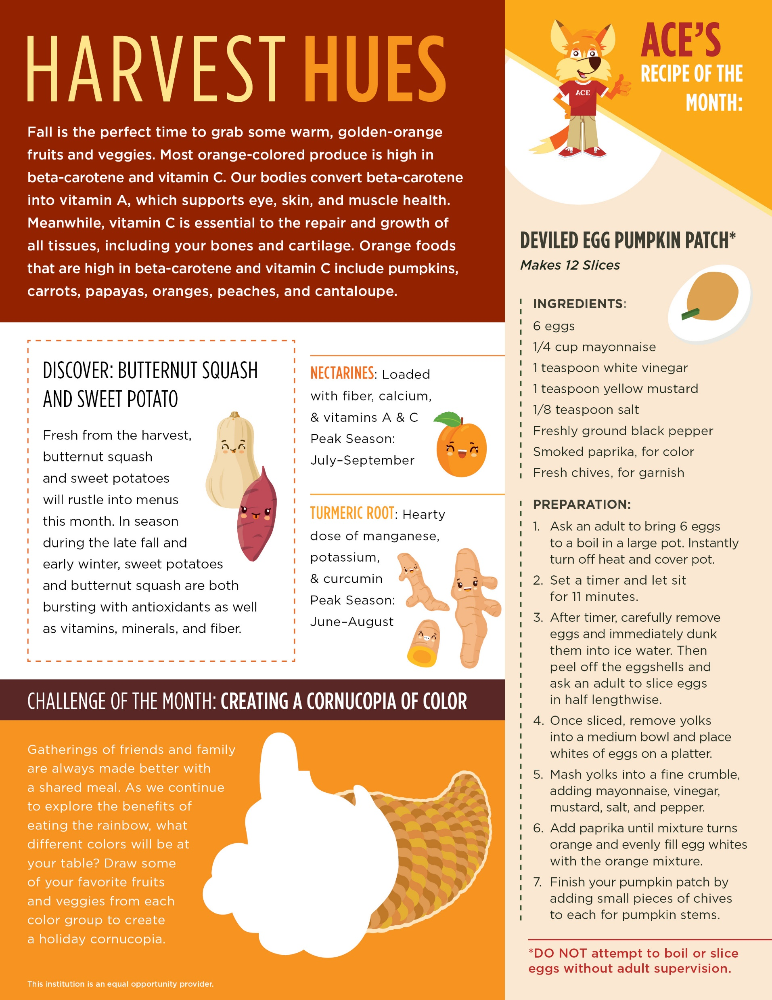 HARVEST HUES
Fall is the perfect time to grab some warm, golden-orange
fruits and veggies. Most orange-colored produce is high in
beta-carotene and vitamin C. Our bodies convert beta-carotene
into vitamin A, which supports eye, skin, and muscle health.
Meanwhile, vitamin C is essential to the repair and growth of
all tissues, including your bones and cartilage. Orange foods
that are high in beta-carotene and vitamin C include pumpkins,
carrots, papayas, oranges, peaches, and cantaloupe.
DISCOVER: BUTTERNUT SQUASH
AND SWEET POTATO
Fresh from the harvest,
butternut squash
and sweet potatoes
will rustle into menus
this month. In season
during the late fall and
early winter, sweet potatoes
and butternut squash are both
bursting with antioxidants as well
as vitamins, minerals, and fiber.
NECTARINES: Loaded
with fiber, calcium,
& vitamins A & C
Peak Season:
July–September
TURMERIC ROOT: Hearty
dose of manganese,
potassium,
& curcumin
Peak Season:
June–August
CHALLENGE OF THE MONTH: CREATING A CORNUCOPIA OF COLOR
Gatherings of friends and family
are always made better with
a shared meal. As we continue
to explore the benefits of
eating the rainbow, what
different colors will be at
your table? Draw some
of your favorite fruits
and veggies from each
color group to create
a holiday cornucopia.
This institution is an equal opportunity provider.
ACE
ACE'S
RECIPE OF THE
MONTH:
DEVILED EGG PUMPKIN PATCH*
Makes 12 Slices
INGREDIENTS:
6 eggs
1/4 cup mayonnaise
1 teaspoon white vinegar
1 teaspoon yellow mustard
1/8 teaspoon salt
Freshly ground black pepper
Smoked paprika, for color
Fresh chives, for garnish
PREPARATION:
1. Ask an adult to bring 6 eggs
to a boil in a large pot. Instantly
turn off heat and cover pot.
2. Set a timer and let sit
for 11 minutes.
3. After timer, carefully remove
eggs and immediately dunk
them into ice water. Then
peel off the eggshells and
ask an adult to slice eggs
in half lengthwise.
4. Once sliced, remove yolks
into a medium bowl and place
whites of eggs on a platter.
5. Mash yolks into a fine crumble,
adding mayonnaise, vinegar,
mustard, salt, and pepper.
6. Add paprika until mixture turns
orange and evenly fill egg whites
with the orange mixture.
7. Finish your pumpkin patch by
adding small pieces of chives
to each for pumpkin stems.
*DO NOT attempt to boil or slice
eggs without adult supervision.